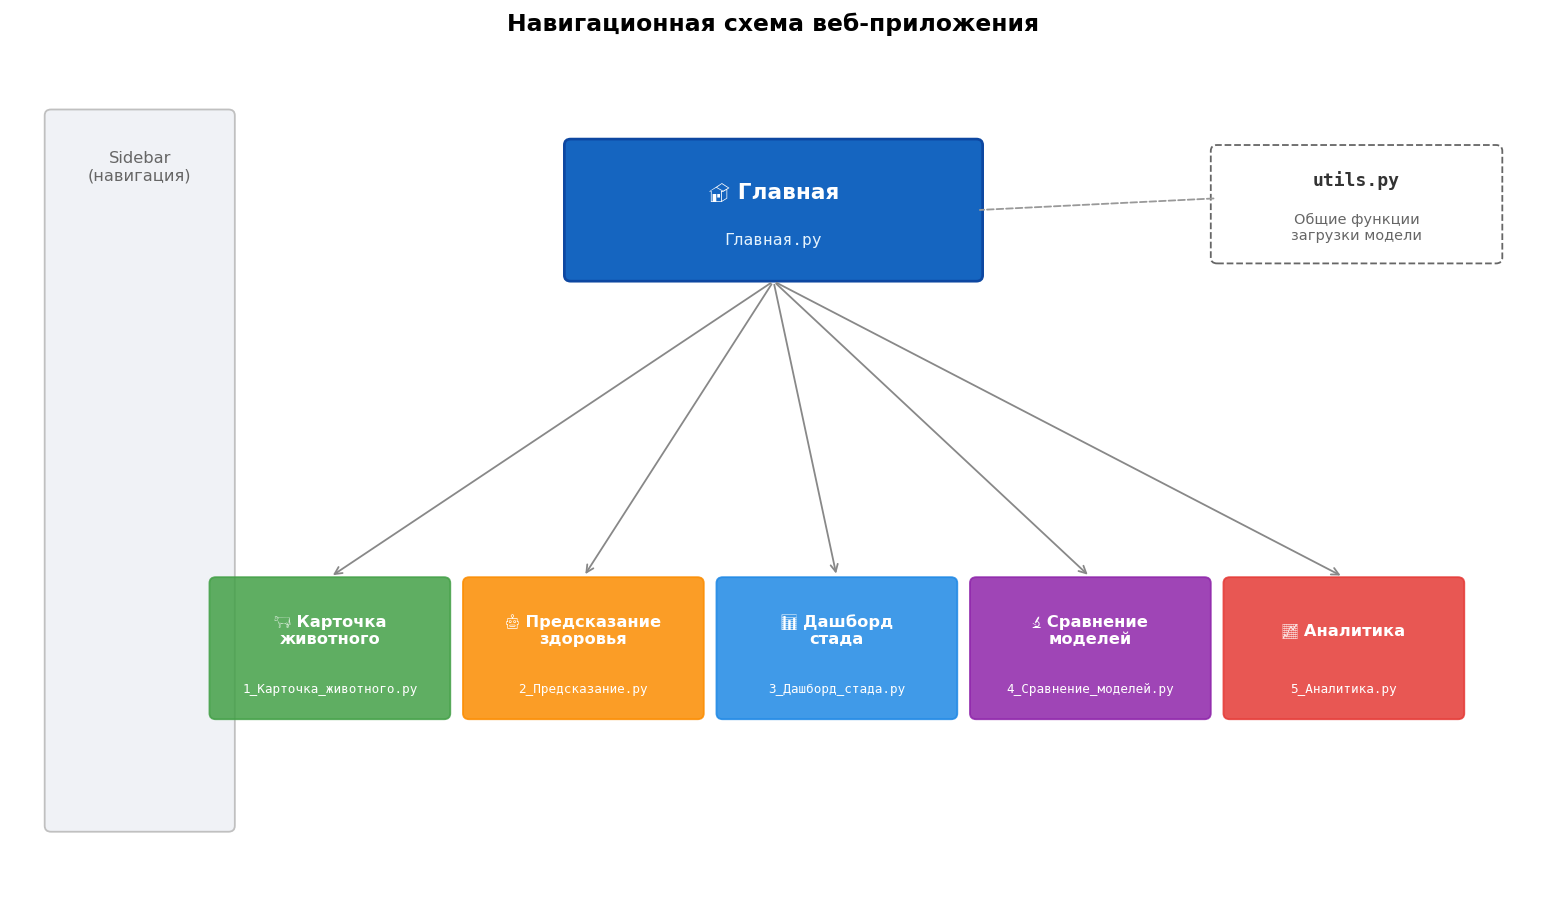 Навигационная схема веб-приложения
Sidebar
(навигация)
🏠 Главная
Главная.py
utils.py
Общие функции
загрузки модели
🐄 Карточка
животного
1_Карточка_животного.py
🤖 Предсказание
здоровья
2_Предсказание.py
📊 Дашборд
стада
3_Дашборд_стада.py
🔬 Сравнение
моделей
4_Сравнение_моделей.py
📈 Аналитика
5_Аналитика.py